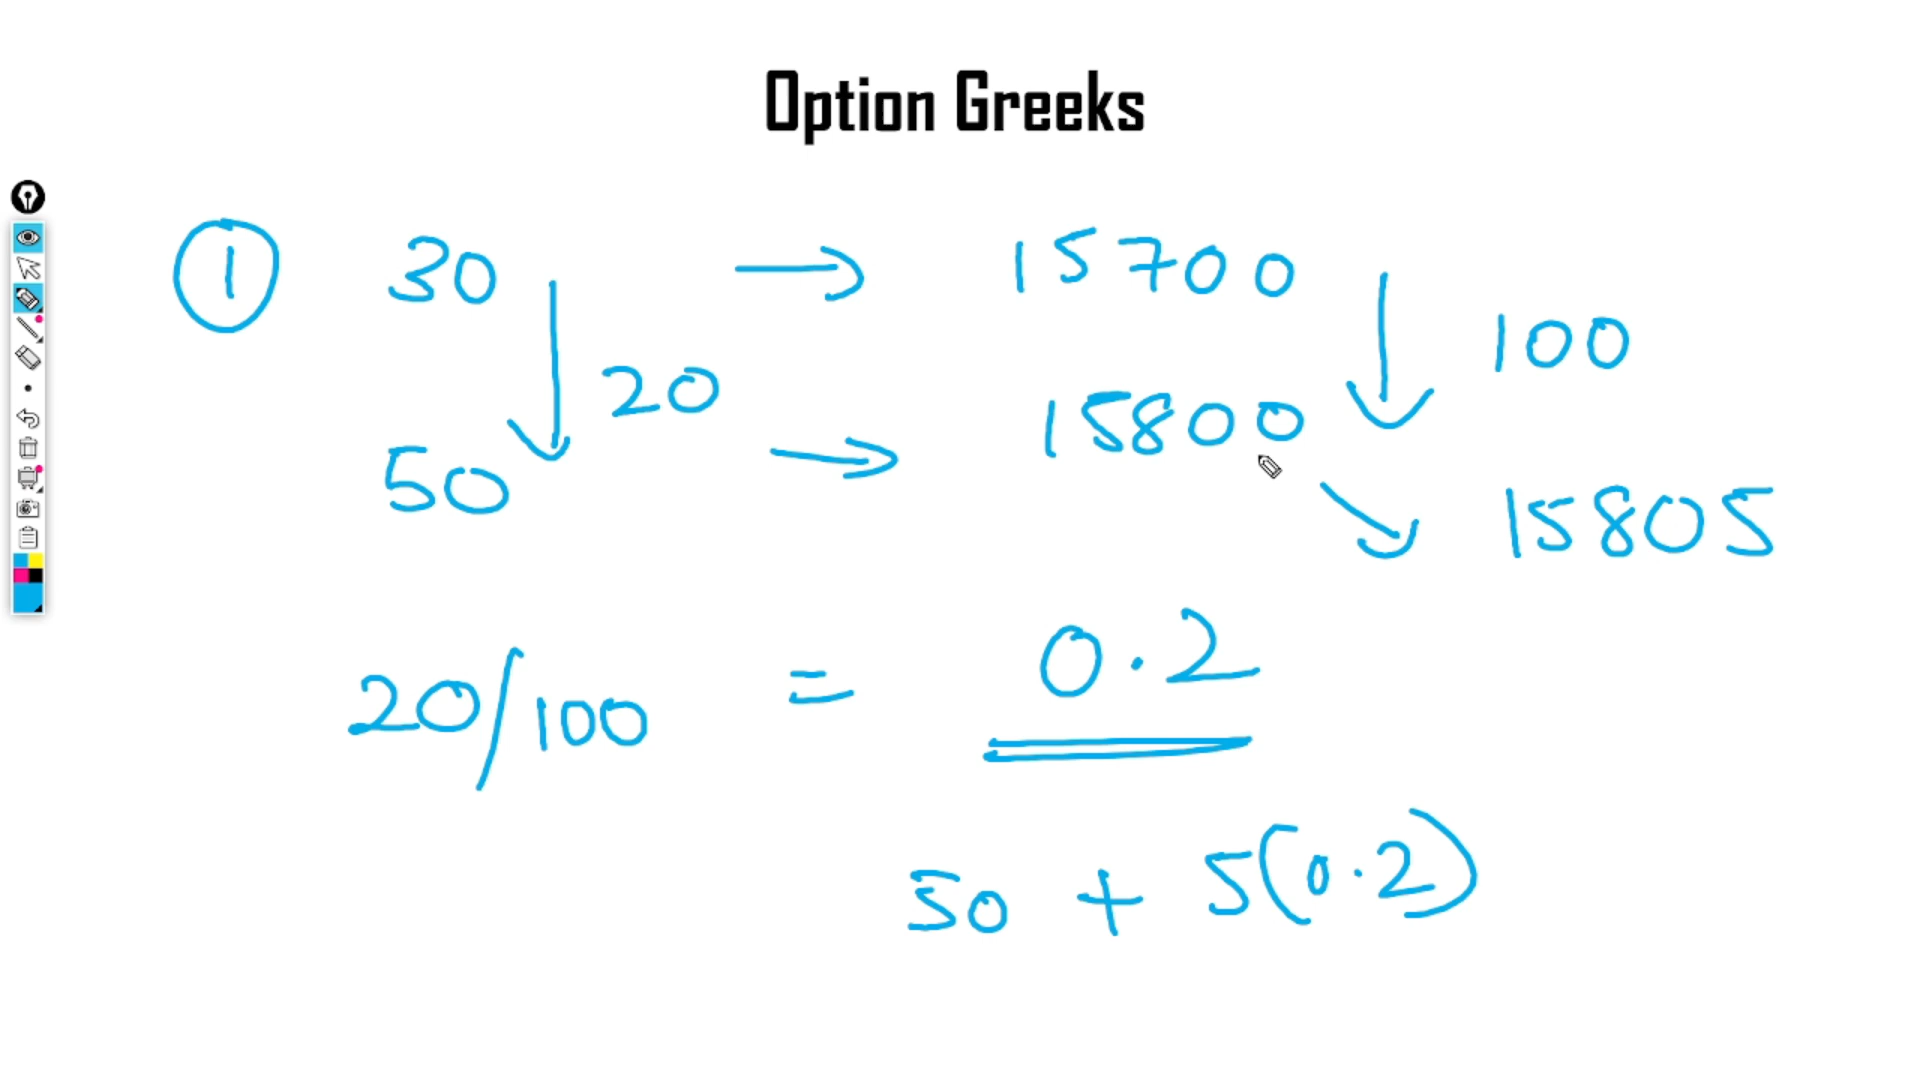 Option Greeks
1 30 → 15700
20 100
50 → 15800
15805
20/100 = 0.2
50 + 5(0.2)